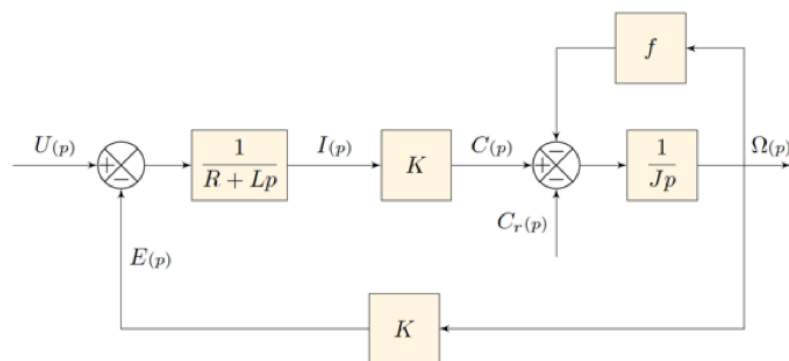 f
U(p)
+
−
1
R + Lp
I(p)
K
C(p)
−
+
−
1
Jp
Ω(p)
Cr(p)
E(p)
K